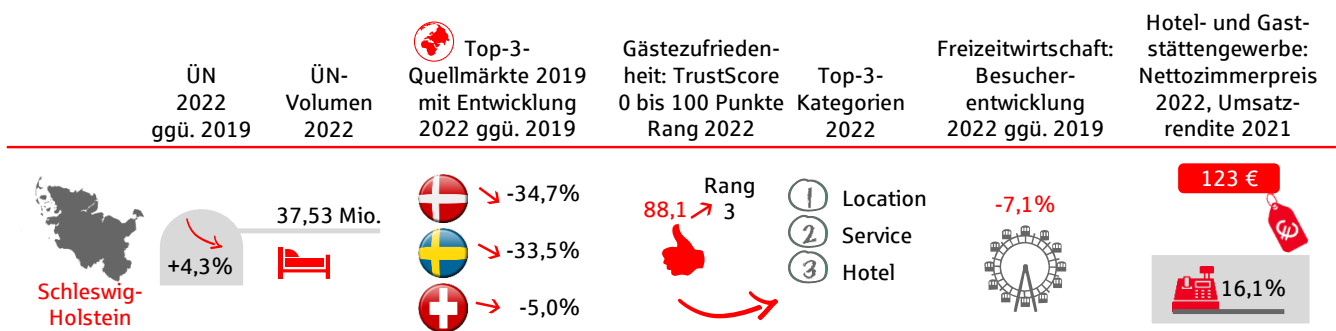 ÜN
2022
ggü. 2019
ÜN-
Volumen
2022
Top-3-
Quellmärkte 2019
mit Entwicklung
2022 ggü. 2019
Gästezufrieden-
heit: TrustScore
0 bis 100 Punkte
Rang 2022
Top-3-
Kategorien
2022
Freizeitwirtschaft:
Besucher-
entwicklung
2022 ggü. 2019
Hotel- und Gast-
stättengewerbe:
Nettozimmerpreis
2022, Umsatz-
rendite 2021
Schleswig-
Holstein
+4,3%
37,53 Mio.
-34,7%
-33,5%
-5,0%
88,1
Rang
3
1 Location
2 Service
3 Hotel
-7,1%
123 €
€
16,1%